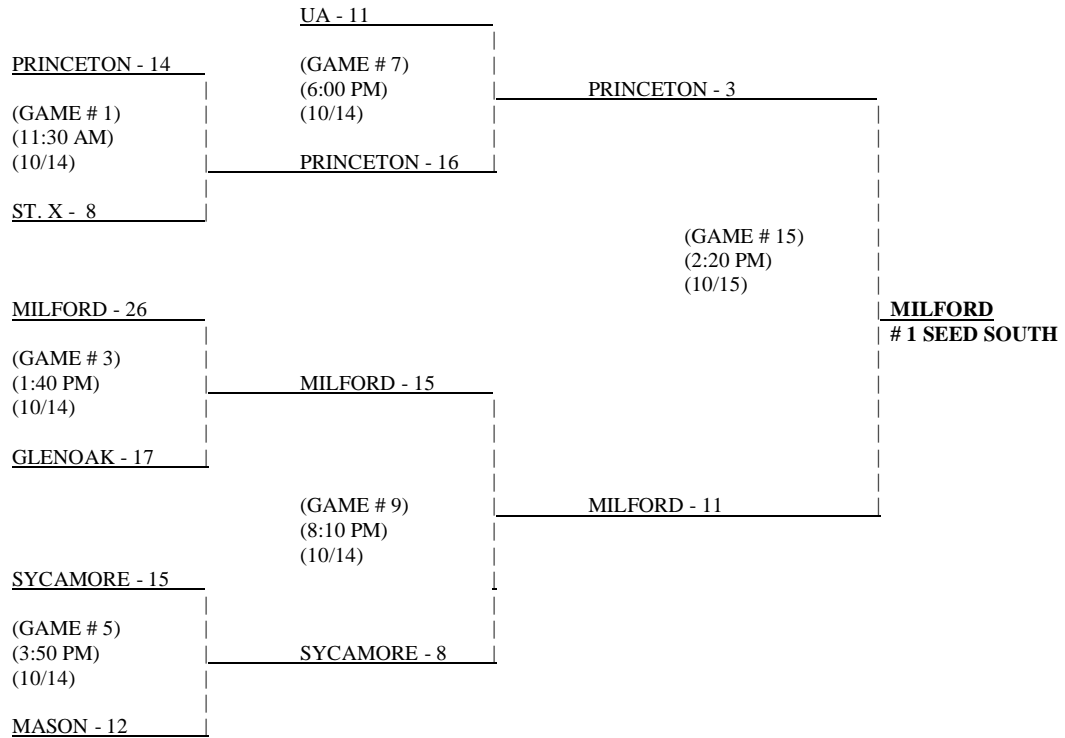 UA - 11
PRINCETON - 14
(GAME # 7)
(6:00 PM)
(10/14)
PRINCETON - 3
(GAME # 1)
(11:30 AM)
(10/14)
PRINCETON - 16
ST. X - 8
(GAME # 15)
(2:20 PM)
(10/15)
MILFORD - 26
MILFORD
# 1 SEED SOUTH
(GAME # 3)
(1:40 PM)
(10/14)
MILFORD - 15
GLENOAK - 17
(GAME # 9)
(8:10 PM)
(10/14)
MILFORD - 11
SYCAMORE - 15
(GAME # 5)
(3:50 PM)
(10/14)
SYCAMORE - 8
MASON - 12